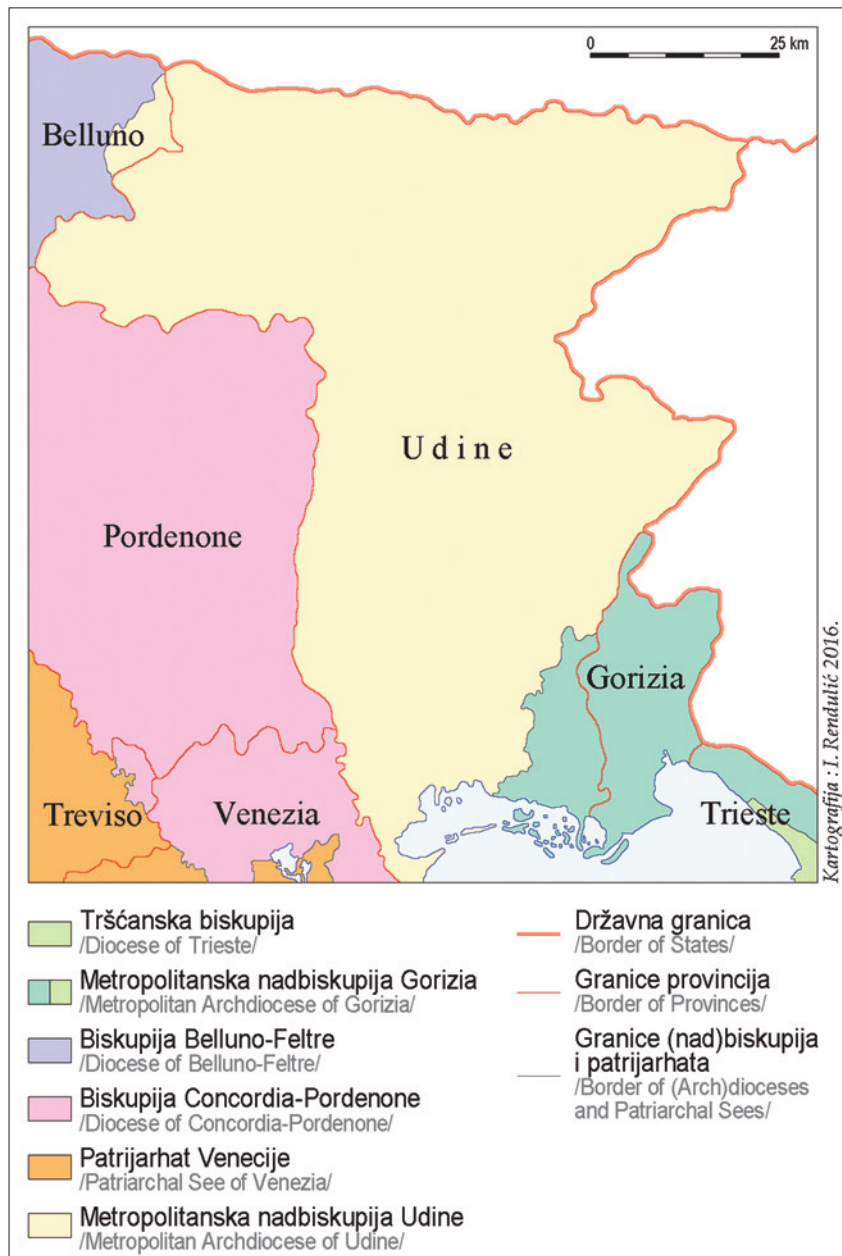 0 25 km
Belluno
U d i n e
Pordenone
Gorizia
Treviso
Venezia
Trieste
Kartografija : I. Rendulić 2016.
Tršćanska biskupija
/Diocese of Trieste/
Metropolitanska nadbiskupija Gorizia
/Metropolitan Archdiocese of Gorizia/
Biskupija Belluno-Feltre
/Diocese of Belluno-Feltre/
Biskupija Concordia-Pordenone
/Diocese of Concordia-Pordenone/
Patrijarhat Venecije
/Patriarchal See of Venezia/
Metropolitanska nadbiskupija Udine
/Metropolitan Archdiocese of Udine/
Državna granica
/Border of States/
Granice provincija
/Border of Provinces/
Granice (nad)biskupija
i patrijarhata
/Border of (Arch)dioceses
and Patriarchal Sees/